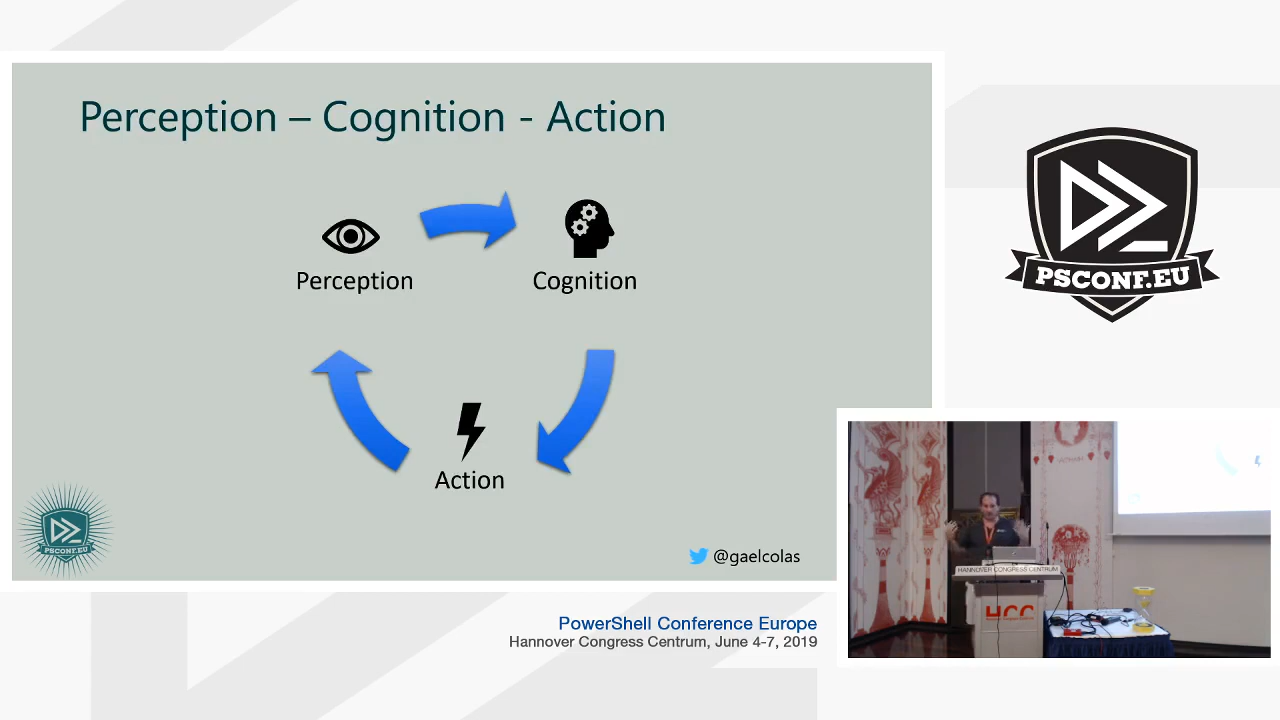 Perception – Cognition - Action
Perception
Cognition
Action
PSCONF.EU
@gaelcolas
PSCONF.EU
HANNOVER CONGRESS CENTRUM
HCC
PowerShell Conference Europe
Hannover Congress Centrum, June 4-7, 2019